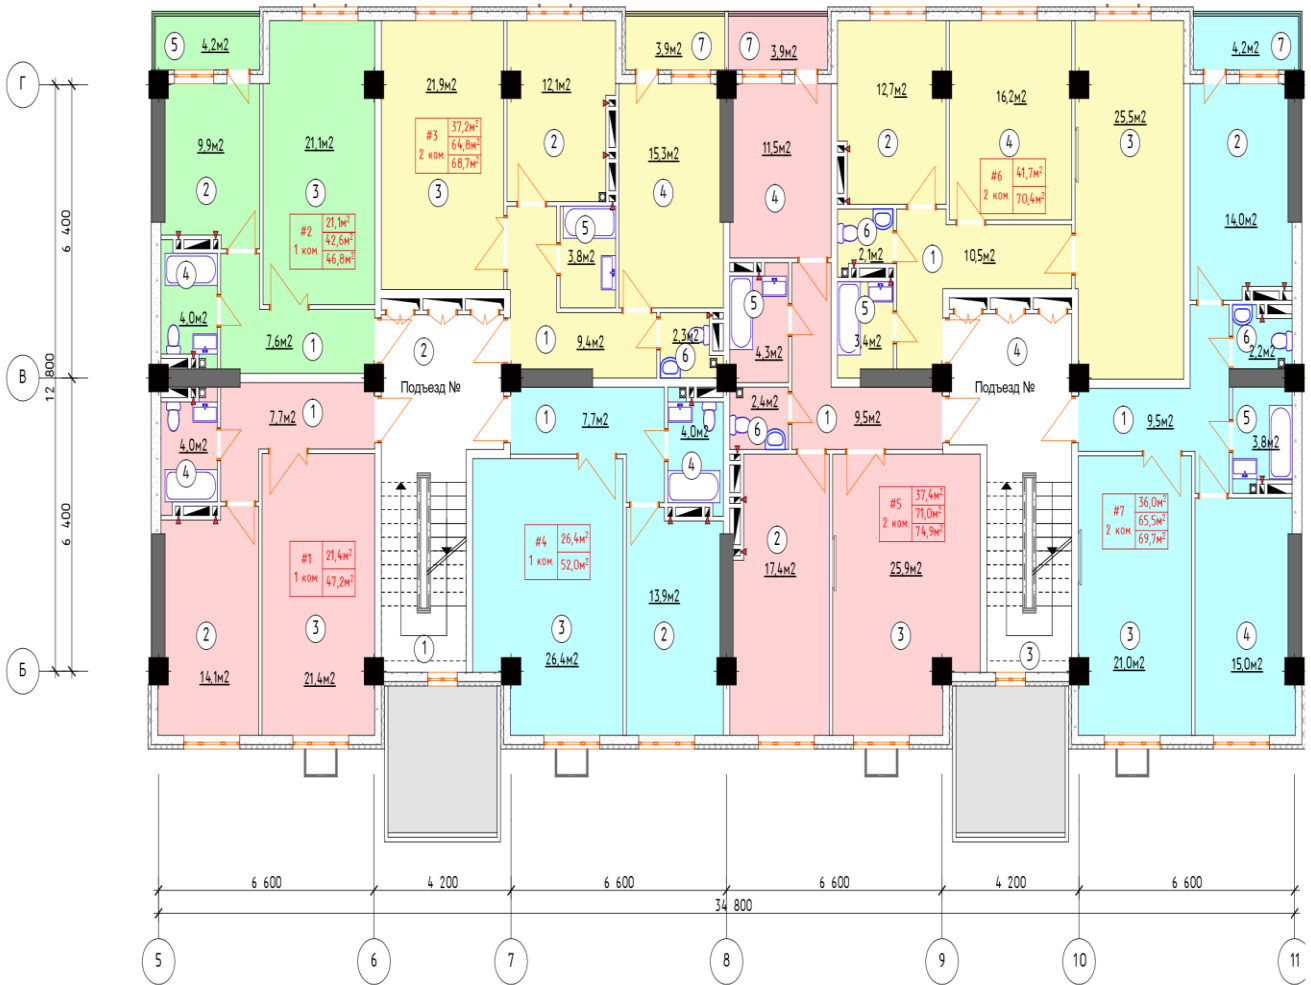 5
4,2м2
3,9м2
7
7
3,9м2
4,2м2
7
Г
21,9м2
12,1м2
12,7м2
16,2м2
25,5м2
#3
2 ком
37,2м²
64,8м²
68,7м²
9,9м2
21,1м2
2
15,3м2
11,5м2
2
4
3
2
#6
2 ком
41,7м²
70,4м²
2
3
3
4
4
14,0м2
#2
1 ком
21,1м²
42,6м²
46,8м²
5
3,8м2
6
2,1м2
1
10,5м2
6 400
4
4,0м2
7,6м2
1
2
1
9,4м2
2,3м2
6
5
4,3м2
5
3,4м2
4
6
2,2м2
В
12 800
Подъезд №
Подъезд №
7,7м2
1
4,0м2
4
1
7,7м2
4,0м2
4
2,4м2
6
1
9,5м2
1
9,5м2
5
3,8м2
6 400
#1
1 ком
21,4м²
47,2м²
#4
1 ком
26,4м²
52,0м²
2
17,4м2
#5
2 ком
37,4м²
71,0м²
74,9м²
25,9м2
#7
2 ком
36,0м²
65,5м²
69,7м²
13,9м2
2
3
1
3
2
3
3
3
4
Б
14,1м2
21,4м2
26,4м2
21,0м2
15,0м2
6 600
4 200
6 600
6 600
4 200
6 600
34 800
5
6
7
8
9
10
11